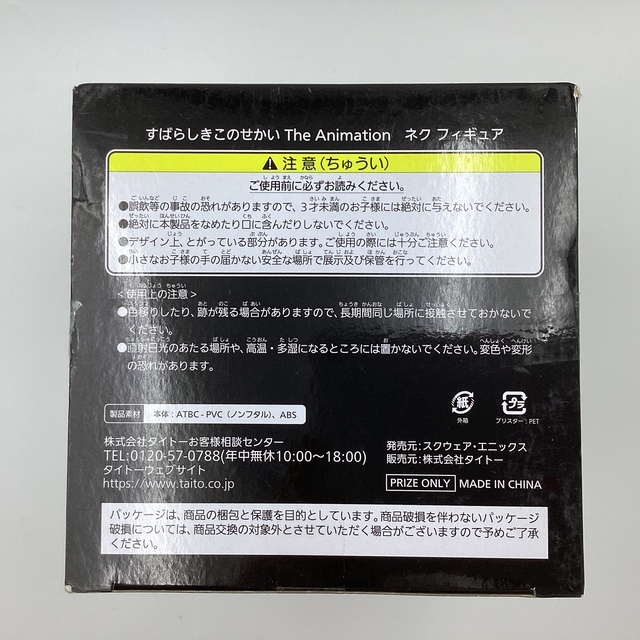 すばらしきこのせかい The Animation ネク フィギュア
⚠ 注意(ちゅうい)
ご使用前に必ずお読みください。
●誤飲等の事故の恐れがありますので、3才未満のお子様には絶対に与えないでください。
●絶対に本製品をなめたり口に含んだりしないでください。
●デザイン上、とがっている部分があります。ご使用の際には十分ご注意ください。
●小さなお子様の手の届かない安全な場所で展示及び保管を行ってください。
<使用上の注意>
●色移りしたり、跡が残る場合がありますので、長期間同じ場所に接触させておかないで
ください。
●直射日光のあたる場所や、高温・多湿になるところには置かないでください。変色や変形
の恐れがあります。
製品素材 本体:ATBC-PVC(ノンフタル)、ABS
紙 外箱
プラ ブリスター:PET
株式会社タイトーお客様相談センター
TEL:0120-57-0788(年中無休10:00〜18:00)
タイトーウェブサイト
https://www.taito.co.jp
発売元:スクウェア・エニックス
販売元:株式会社タイトー
PRIZE ONLY MADE IN CHINA
パッケージは、商品の梱包と保護を目的としています。商品破損を伴わないパッケージ
破損については、商品交換の対象外とさせていただく場合がございますので予めご了承
ください。